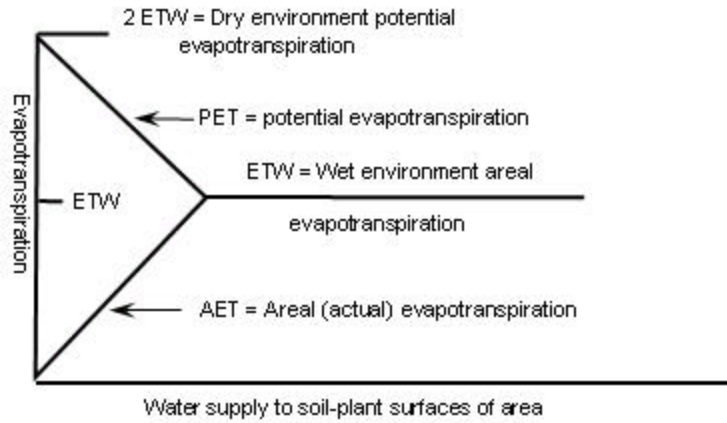 2 ETW = Dry environment potential
evapotranspiration
PET = potential evapotranspiration
Evapotranspiration
ETW = Wet environment areal
ETW
evapotranspiration
AET = Areal (actual) evapotranspiration
Water supply to soil-plant surfaces of area